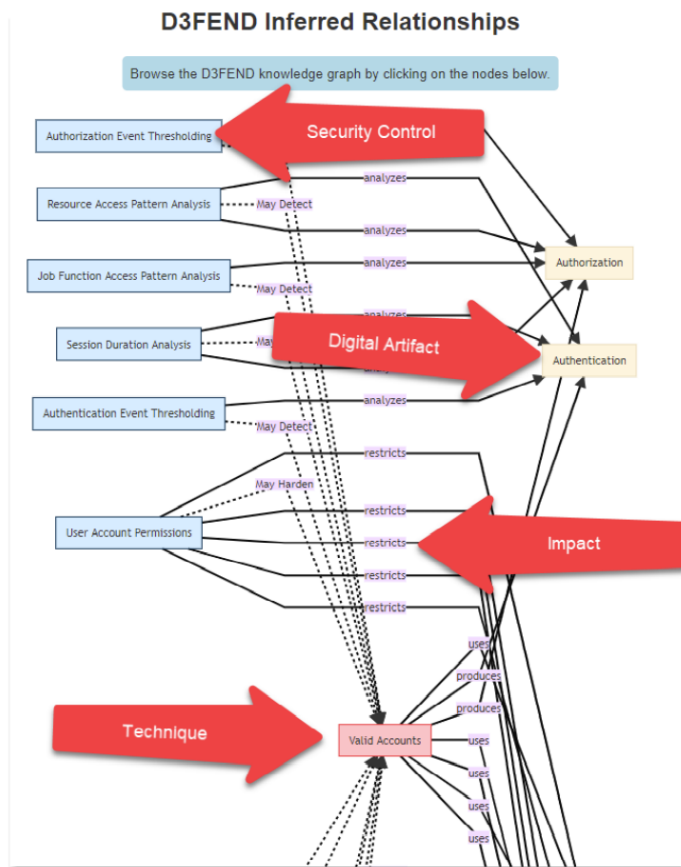 D3FEND Inferred Relationships
Browse the D3FEND knowledge graph by clicking on the nodes below.
Authorization Event Thresholding
Security Control
analyzes
Resource Access Pattern Analysis
May Detect
analyzes
Authorization
Job Function Access Pattern Analysis
analyzes
May Detect
analyzes
Session Duration Analysis
May
Digital Artifact
Authentication
Authentication Event Thresholding
analyzes
May Detect
restricts
May Harden
restricts
User Account Permissions
restricts
Impact
restricts
restricts
uses
produces
produces
Technique
Valid Accounts
uses
uses
uses
uses